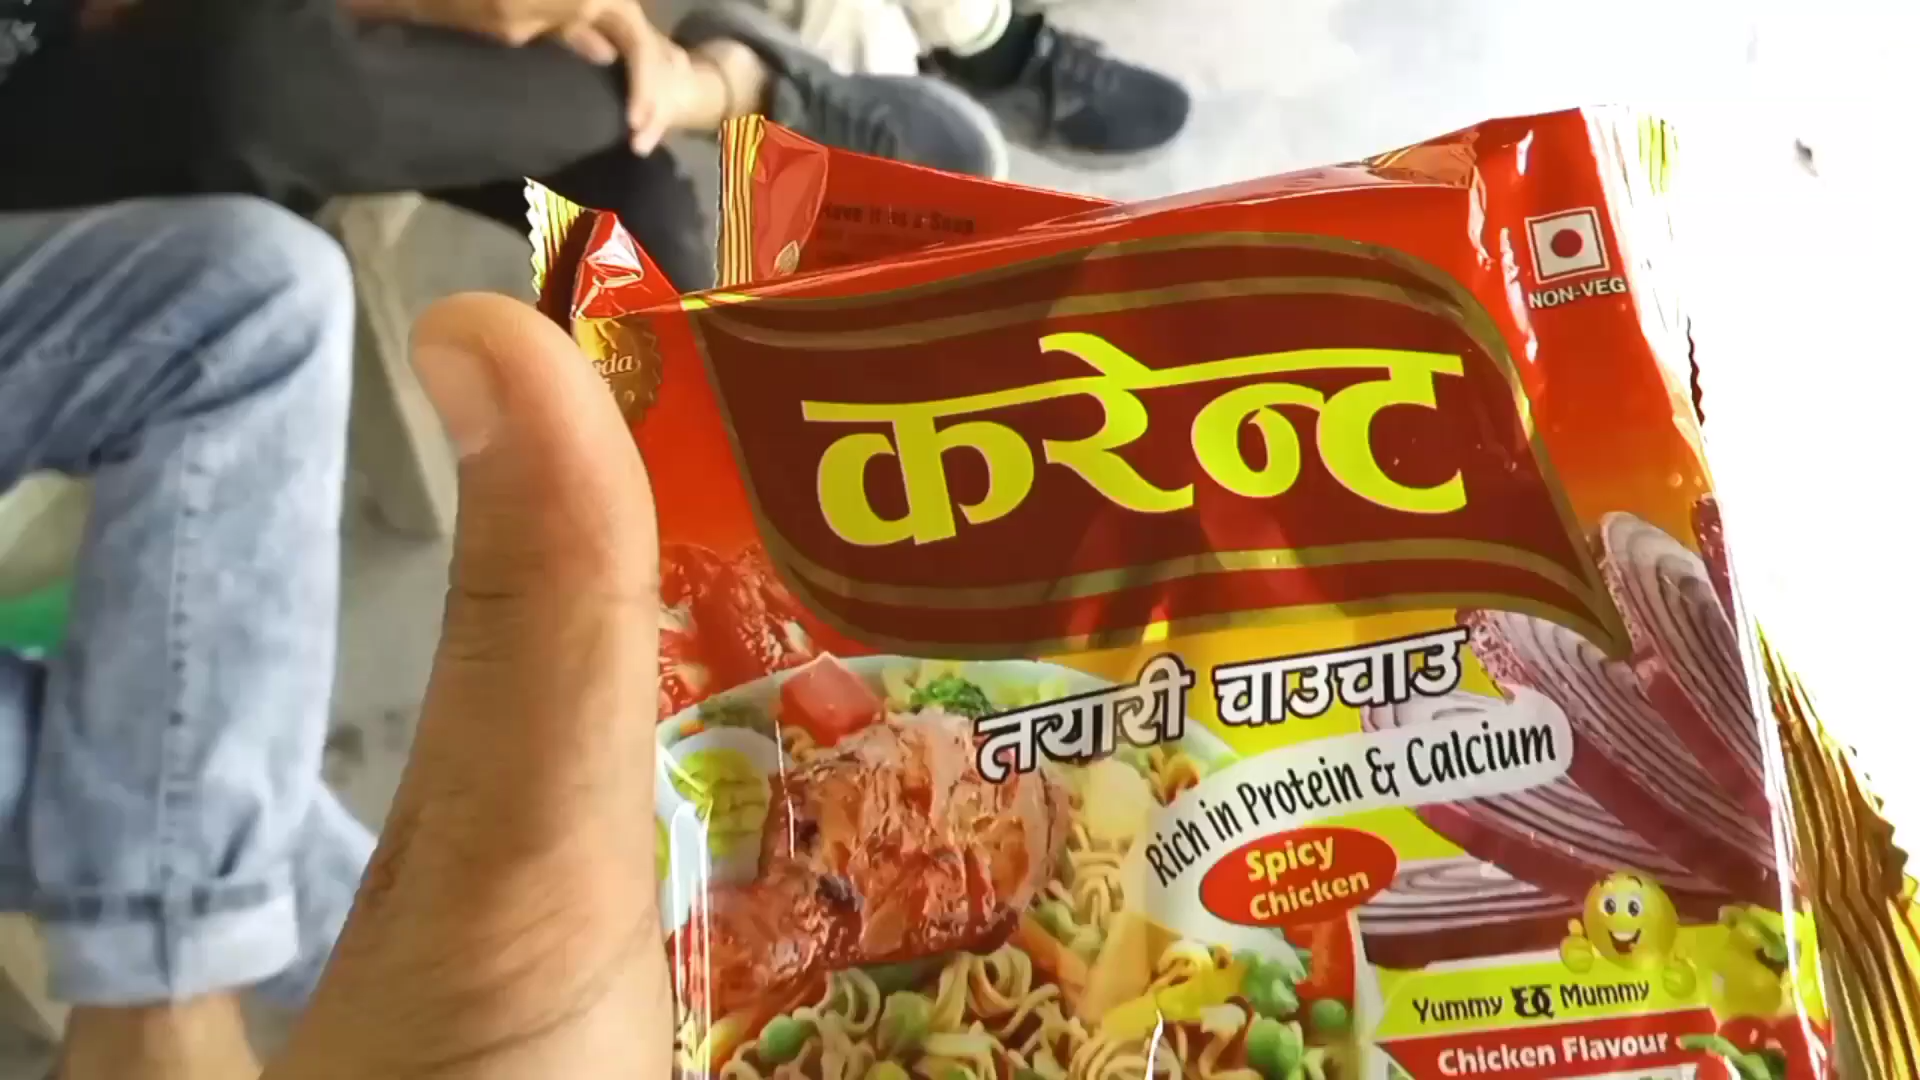 NON-VEG
करेन्ट
तयारी चाउचाउ
Rich in Protein & Calcium
Spicy
Chicken
Yummy छ Mummy
Chicken Flavour